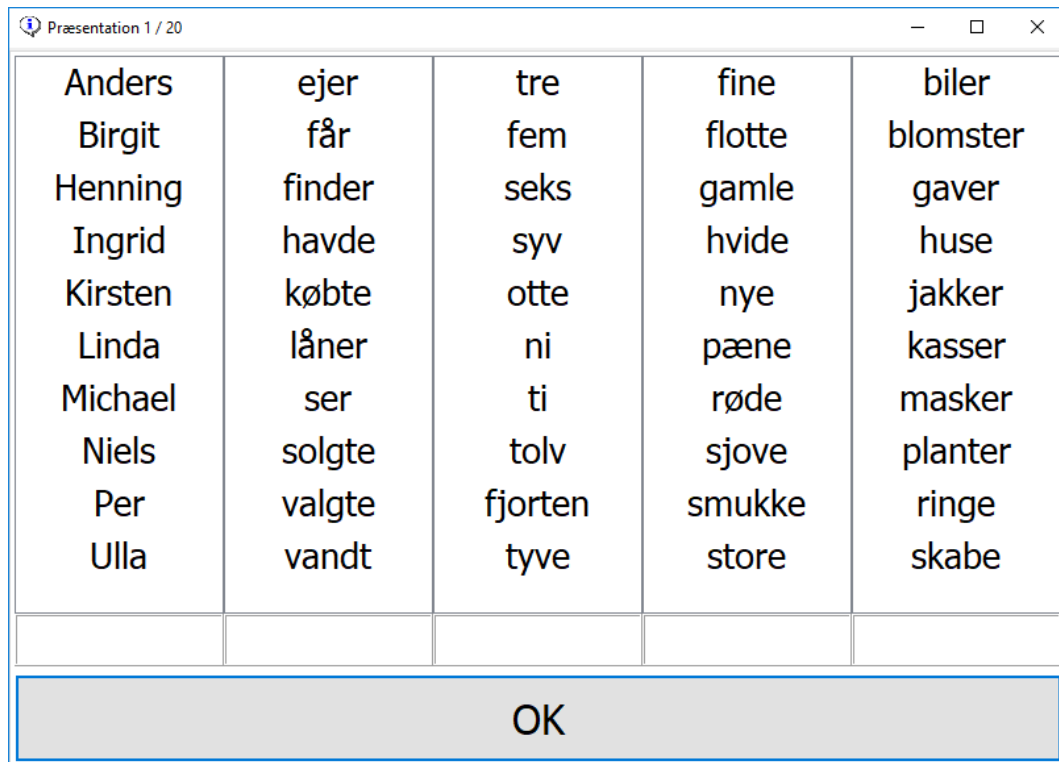 Præsentation 1 / 20
Anders ejer tre fine biler
Birgit får fem flotte blomster
Henning finder seks gamle gaver
Ingrid havde syv hvide huse
Kirsten købte otte nye jakker
Linda låner ni pæne kasser
Michael ser ti røde masker
Niels solgte tolv sjove planter
Per valgte fjorten smukke ringe
Ulla vandt tyve store skabe
OK